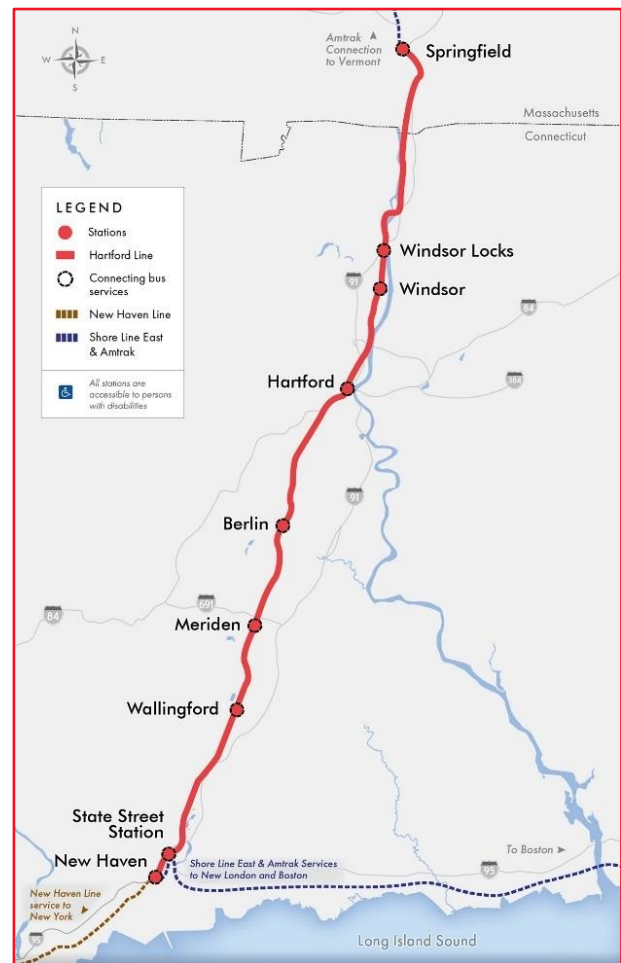 N
W
E
S
Amtrak
Connection
to Vermont
Springfield
Massachusetts
Connecticut
LEGEND
Stations
Hartford Line
Connecting bus
services
New Haven Line
Shore Line East
& Amtrak
All stations are
accessible to persons
with disabilities
Windsor Locks
91
Windsor
84
Hartford
384
91
Berlin
691
84
Meriden
Wallingford
State Street
Station
New Haven
Shore Line East & Amtrak Services
to New London and Boston
To Boston
95
New Haven Line
service to
New York
95
Long Island Sound